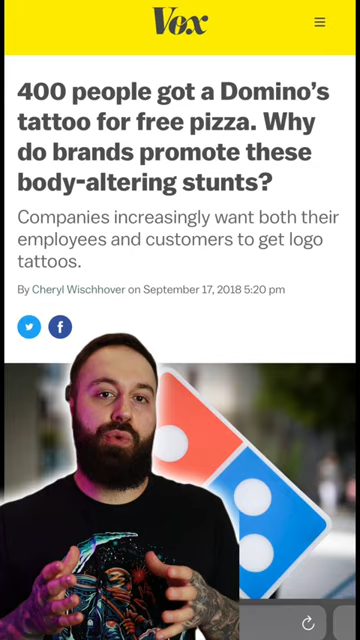 Vox
400 people got a Domino's
tattoo for free pizza. Why
do brands promote these
body-altering stunts?
Companies increasingly want both their
employees and customers to get logo
tattoos.
By Cheryl Wischhover on September 17, 2018 5:20 pm